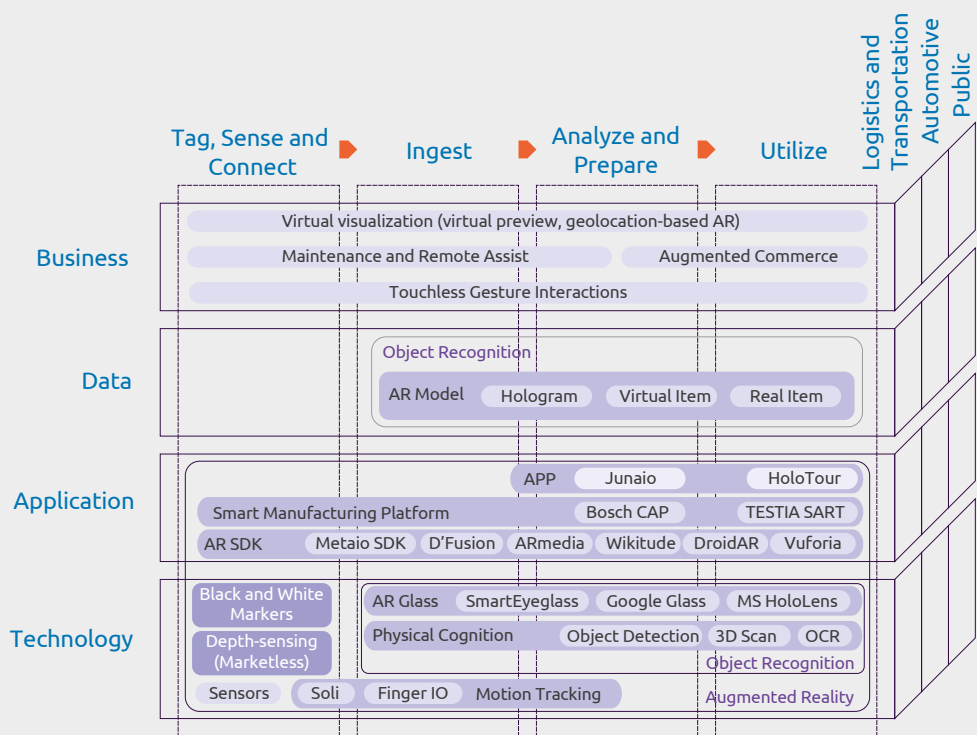 Logistics and
Transportation
Automotive
Public
Tag, Sense and
Connect
Ingest
Analyze and
Prepare
Utilize
Business
Virtual visualization (virtual preview, geolocation-based AR)
Maintenance and Remote Assist
Augmented Commerce
Touchless Gesture Interactions
Data
Object Recognition
AR Model
Hologram
Virtual Item
Real Item
Application
APP
Junaio
HoloTour
Smart Manufacturing Platform
Bosch CAP
TESTIA SART
AR SDK
Metaio SDK
D'Fusion
ARmedia
Wikitude
DroidAR
Vuforia
Technology
Black and White
Markers
Depth-sensing
(Marketless)
AR Glass
SmartEyeglass
Google Glass
MS HoloLens
Physical Cognition
Object Detection
3D Scan
OCR
Object Recognition
Sensors
Soli
Finger IO
Motion Tracking
Augmented Reality